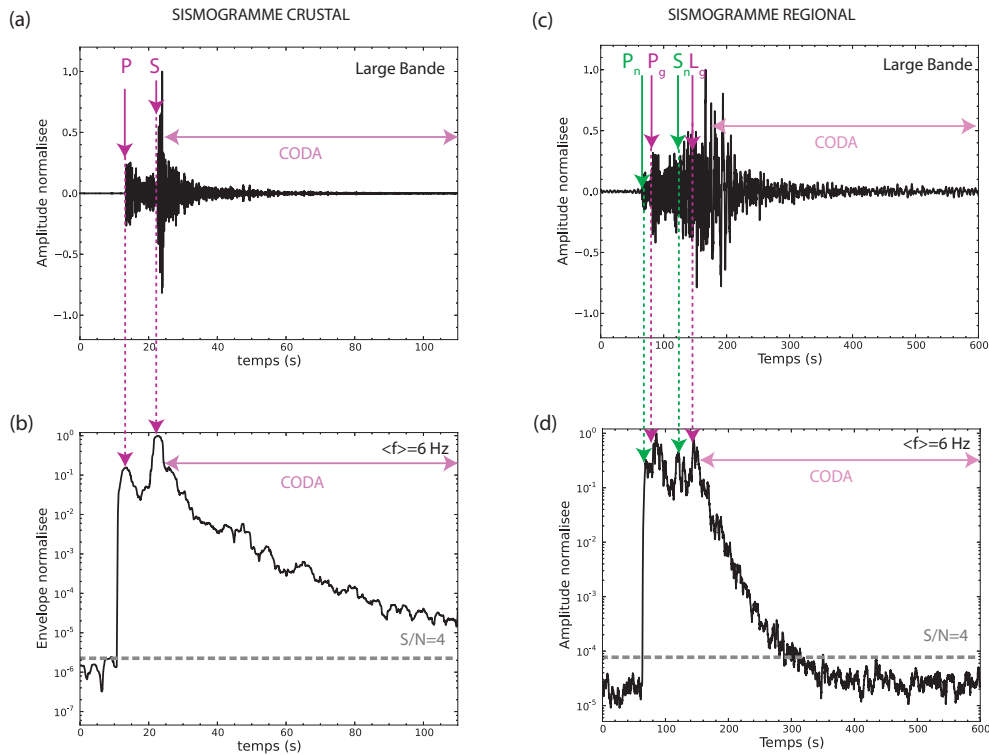 SISMOGRAMME CRUSTAL
SISMOGRAMME REGIONAL
(a)
P
S
Large Bande
CODA
1.0
0.5
0.0
−0.5
−1.0
Amplitude normalisee
0 20 40 60 80 100
temps (s)
(c)
P_n P_g S_n L_g
Large Bande
CODA
1.0
0.5
0.0
−0.5
−1.0
Amplitude normalisee
0 100 200 300 400 500 600
Temps (s)
(b)
<f>=6 Hz
CODA
S/N=4
10^0
10^-1
10^-2
10^-3
10^-4
10^-5
10^-6
10^-7
Envelope normalisee
0 20 40 60 80 100
temps (s)
(d)
<f>=6 Hz
CODA
S/N=4
10^0
10^-1
10^-2
10^-3
10^-4
10^-5
Amplitude normalisee
0 100 200 300 400 500 600
Temps (s)